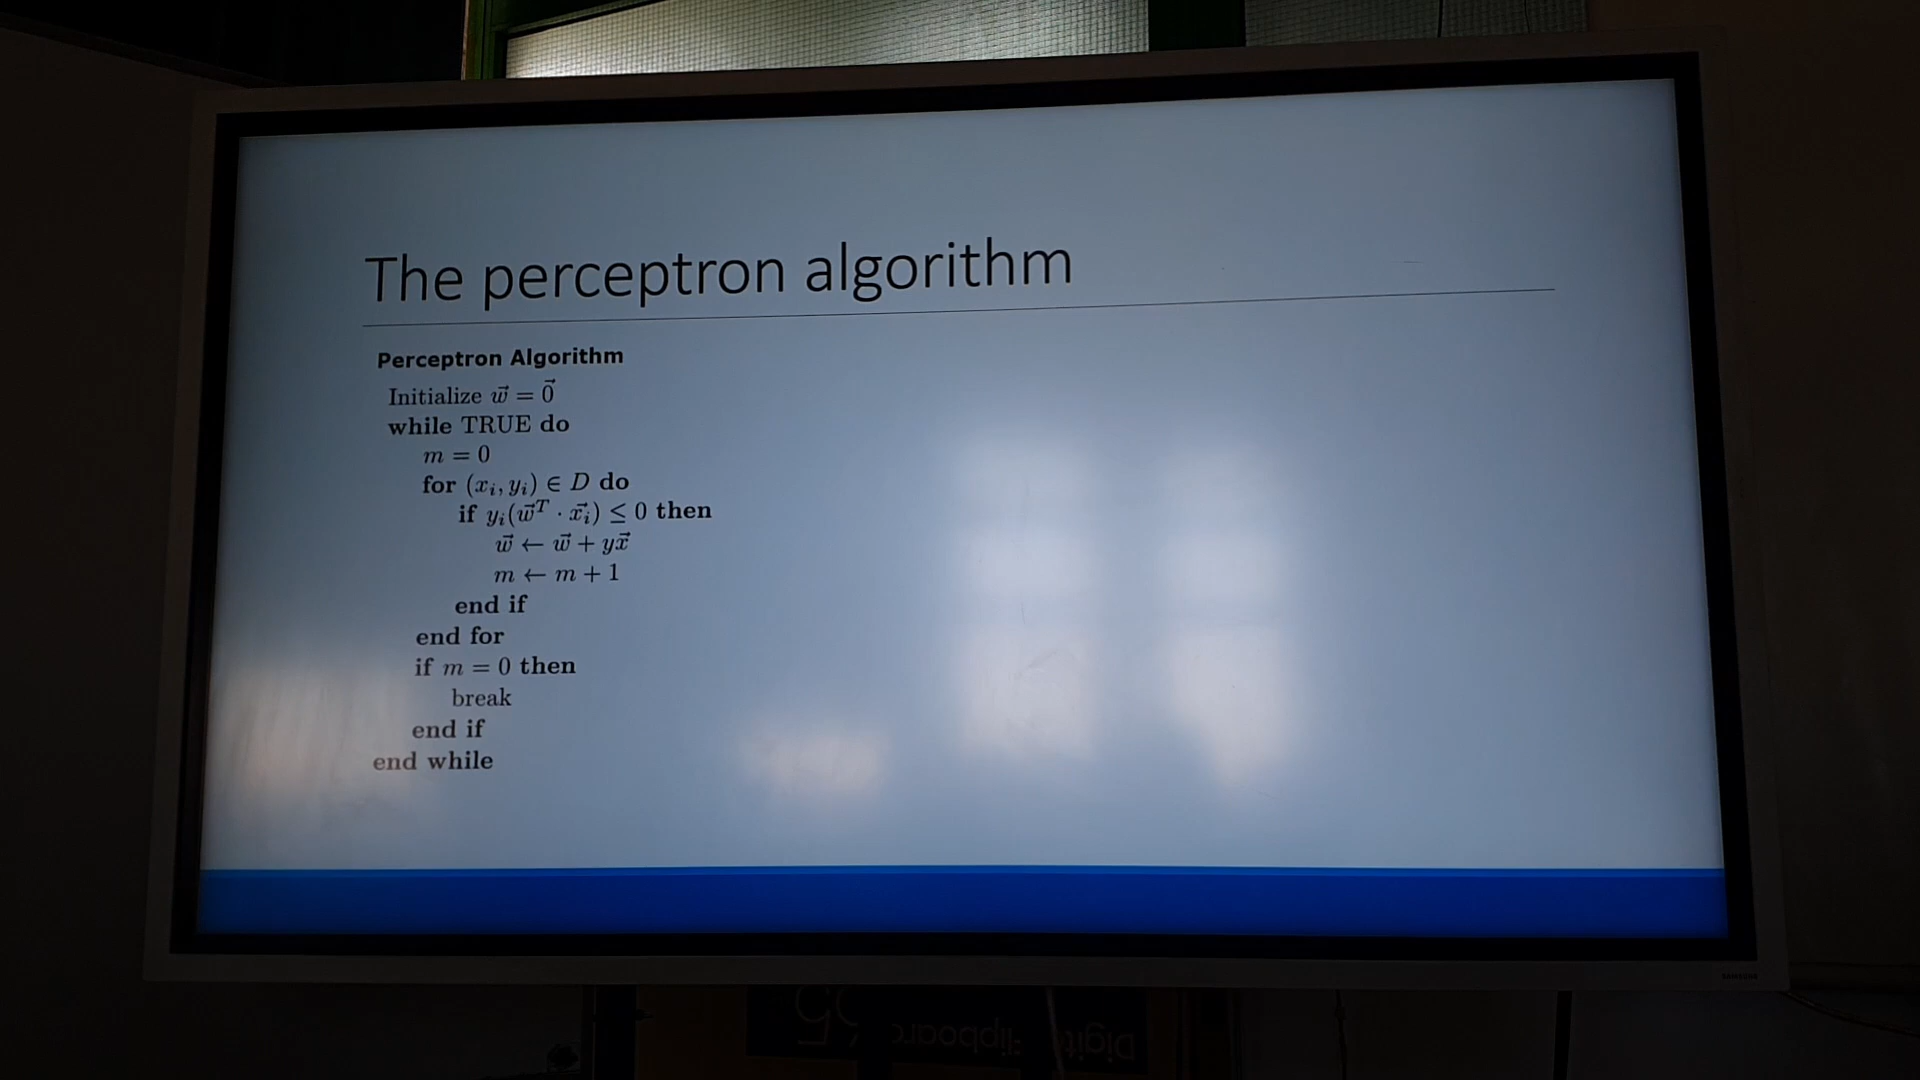 The perceptron algorithm
Perceptron Algorithm
Initialize w⃗ = 0⃗
while TRUE do
m = 0
for (xᵢ, yᵢ) ∈ D do
if yᵢ(w⃗ᵀ · x⃗ᵢ) ≤ 0 then
w⃗ ← w⃗ + yx⃗
m ← m + 1
end if
end for
if m = 0 then
break
end if
end while
SAMSUNG